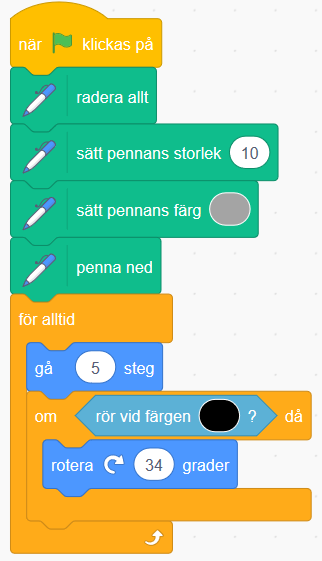 när klickas på
radera allt
sätt pennans storlek 10
sätt pennans färg
penna ned
för alltid
gå 5 steg
om rör vid färgen ? då
rotera 34 grader